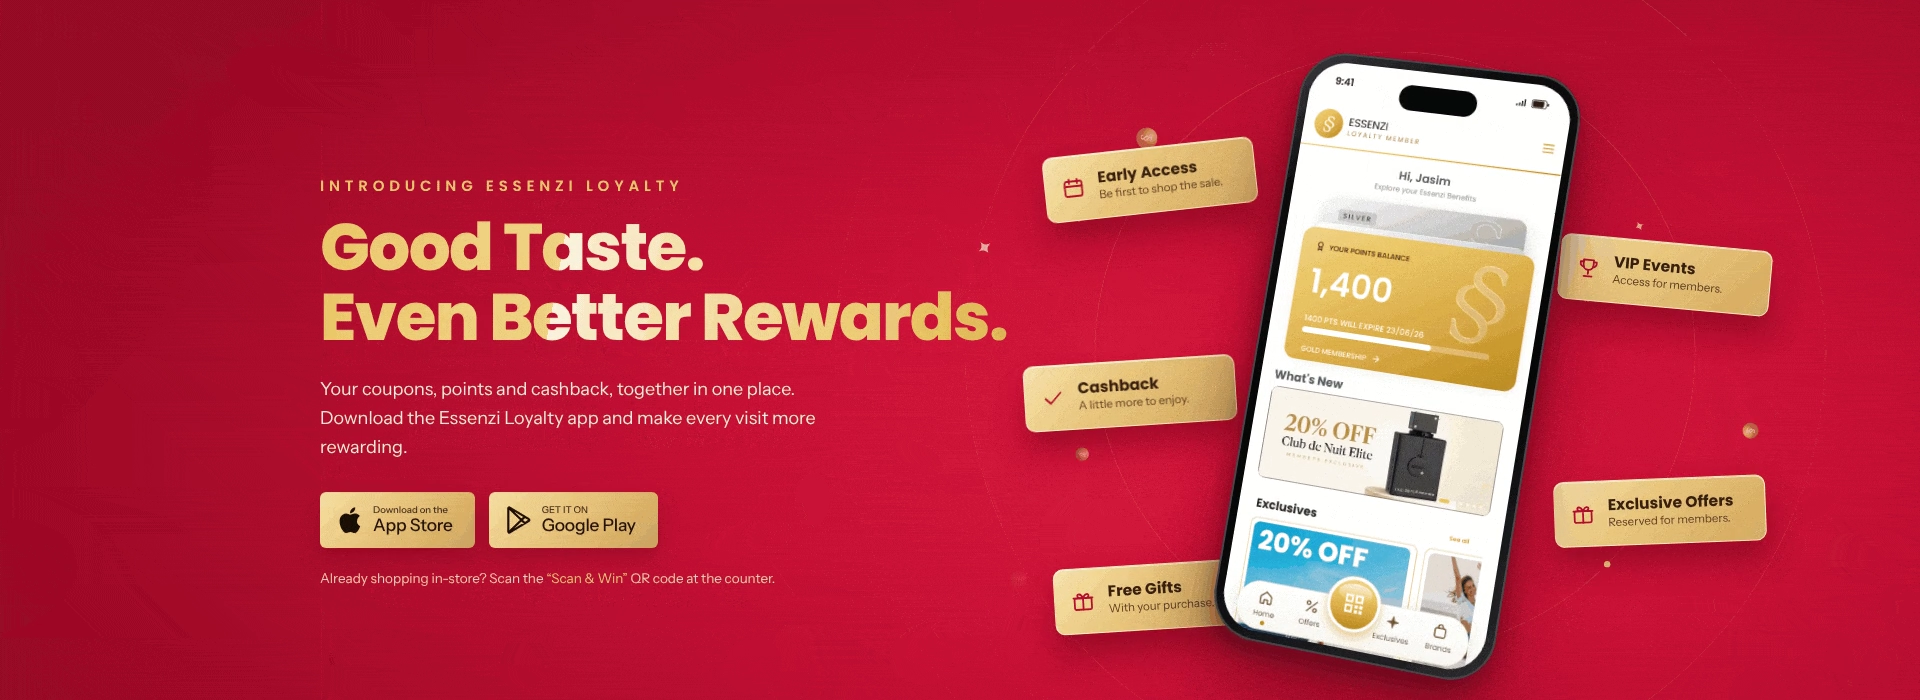 INTRODUCING ESSENZI LOYALTY
Good Taste.
Even Better Rewards.
Your coupons, points and cashback, together in one place.
Download the Essenzi Loyalty app and make every visit more
rewarding.
Download on the
App Store
GET IT ON
Google Play
Already shopping in-store? Scan the “Scan & Win” QR code at the counter.
Early Access
Be first to shop the sale.
Cashback
A little more to enjoy.
Free Gifts
With your purchase.
9:41
ESSENZI
LOYALTY MEMBER
Hi, Jasim
Explore your Essenzi Benefits
SILVER
YOUR POINTS BALANCE
1,400
1400 PTS WILL EXPIRE 23/06/26
GOLD MEMBERSHIP
What's New
20% OFF
Club de Nuit Elite
MEMBERS EXCLUSIVE
Exclusives
See all
20% OFF
Home
Offers
Exclusives
Brands
VIP Events
Access for members.
Exclusive Offers
Reserved for members.